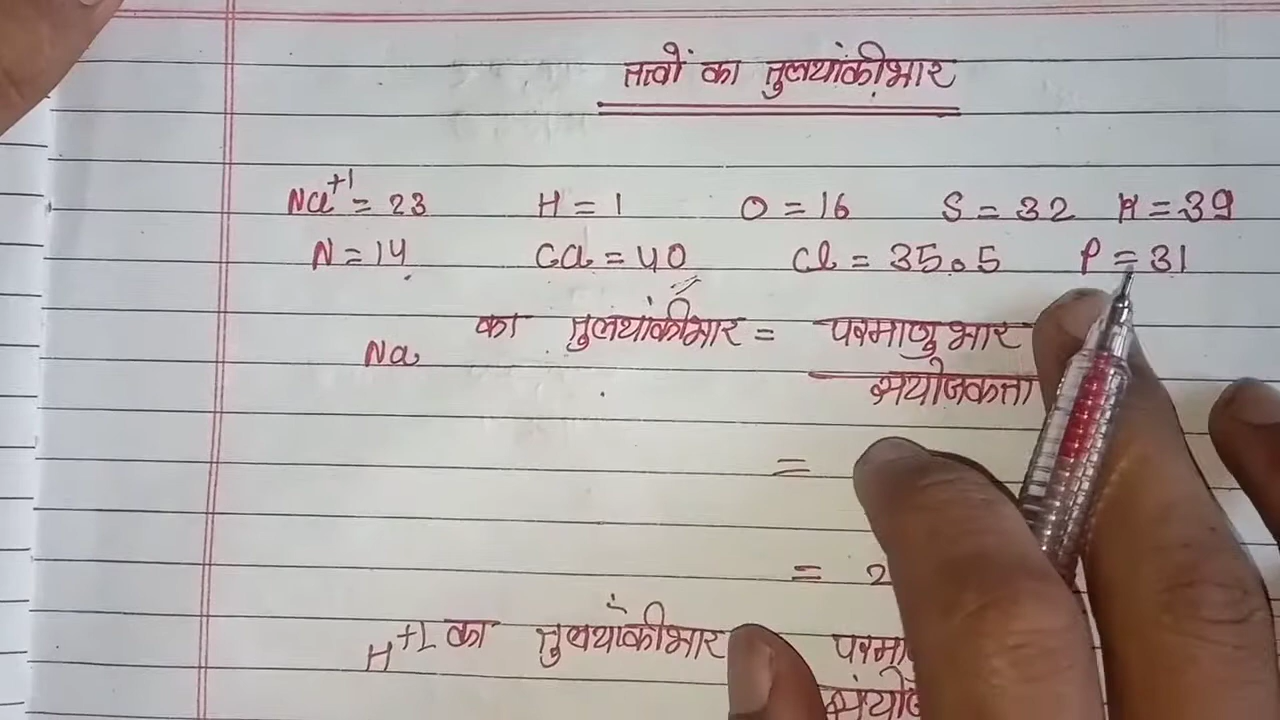 तत्वों का तुल्यांकीभार
Na⁺¹ = 23 H = 1 O = 16 S = 32 K = 39
N = 14 Ca = 40 Cl = 35.5 P = 31
Na का तुल्यांकीभार = परमाणु भार
संयोजकता
=
= 2
H⁺¹ का तुल्यांकीभार